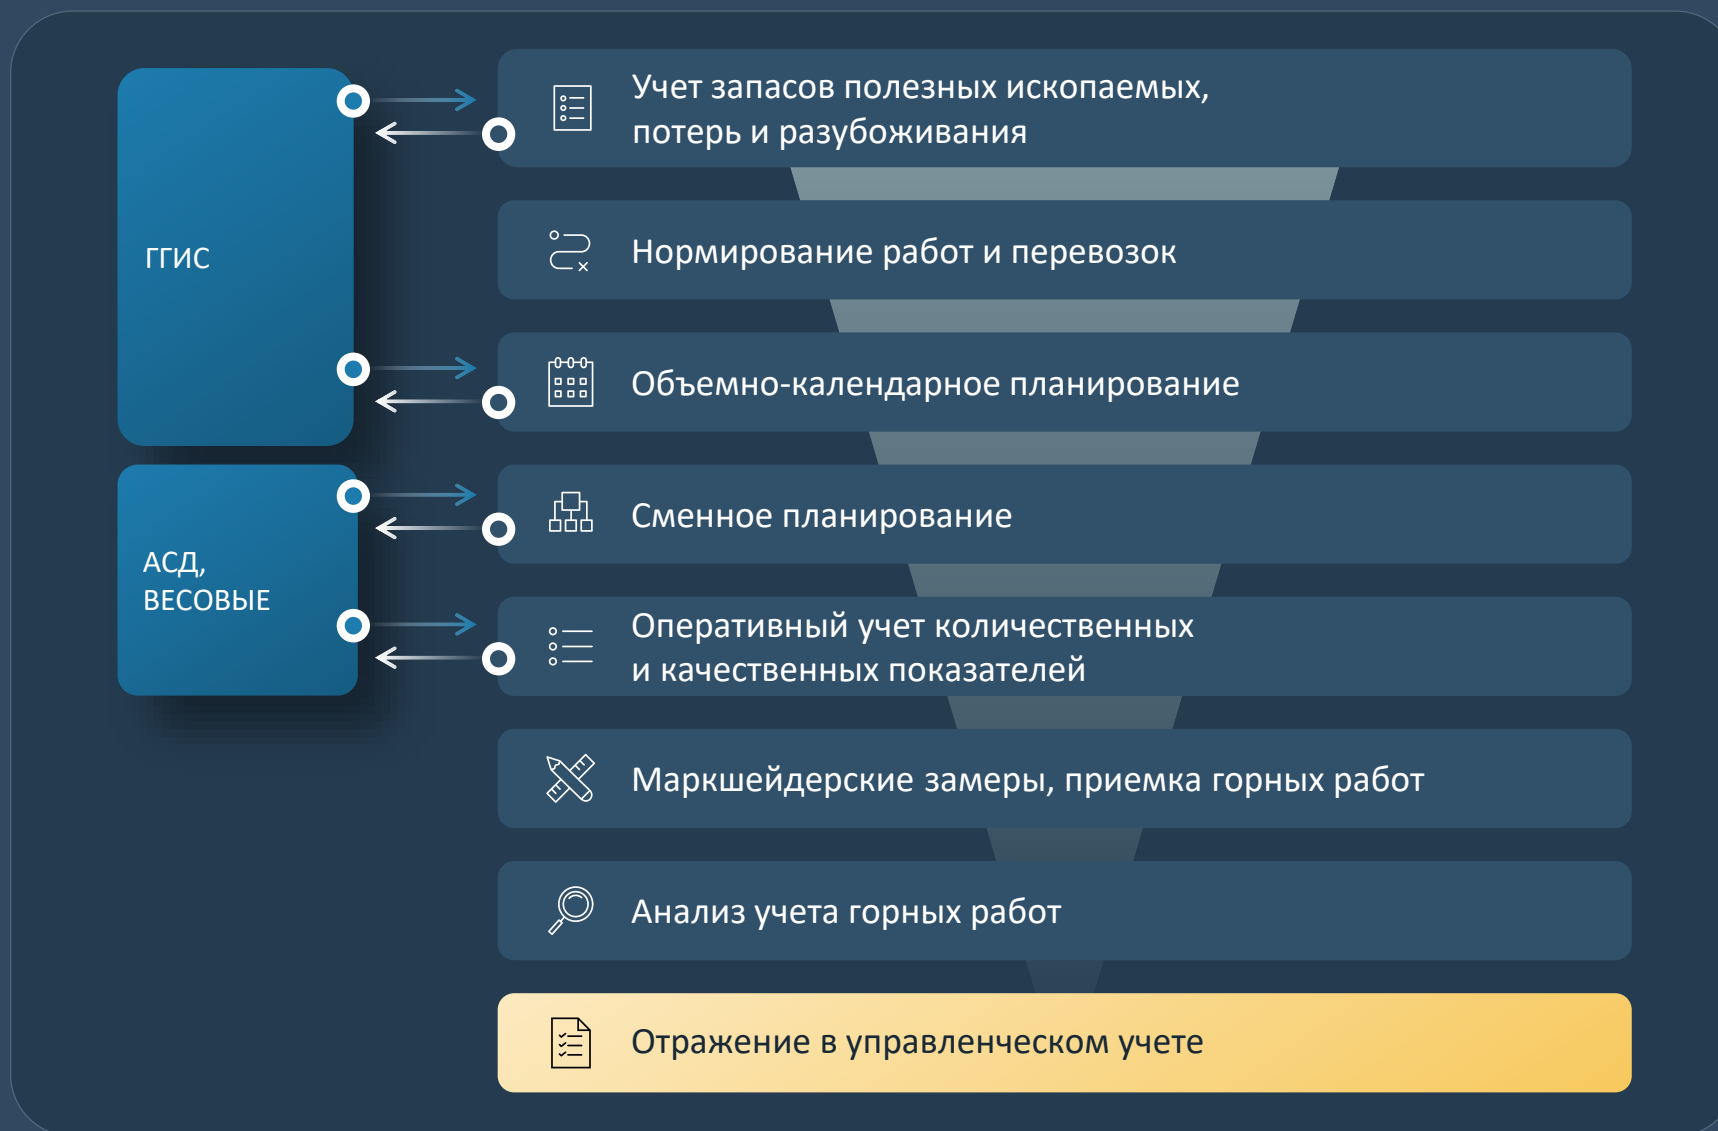 ГГИС
АСД,
ВЕСОВЫЕ
Учет запасов полезных ископаемых,
потерь и разубоживания
Нормирование работ и перевозок
Объемно-календарное планирование
Сменное планирование
Оперативный учет количественных
и качественных показателей
Маркшейдерские замеры, приемка горных работ
Анализ учета горных работ
Отражение в управленческом учете